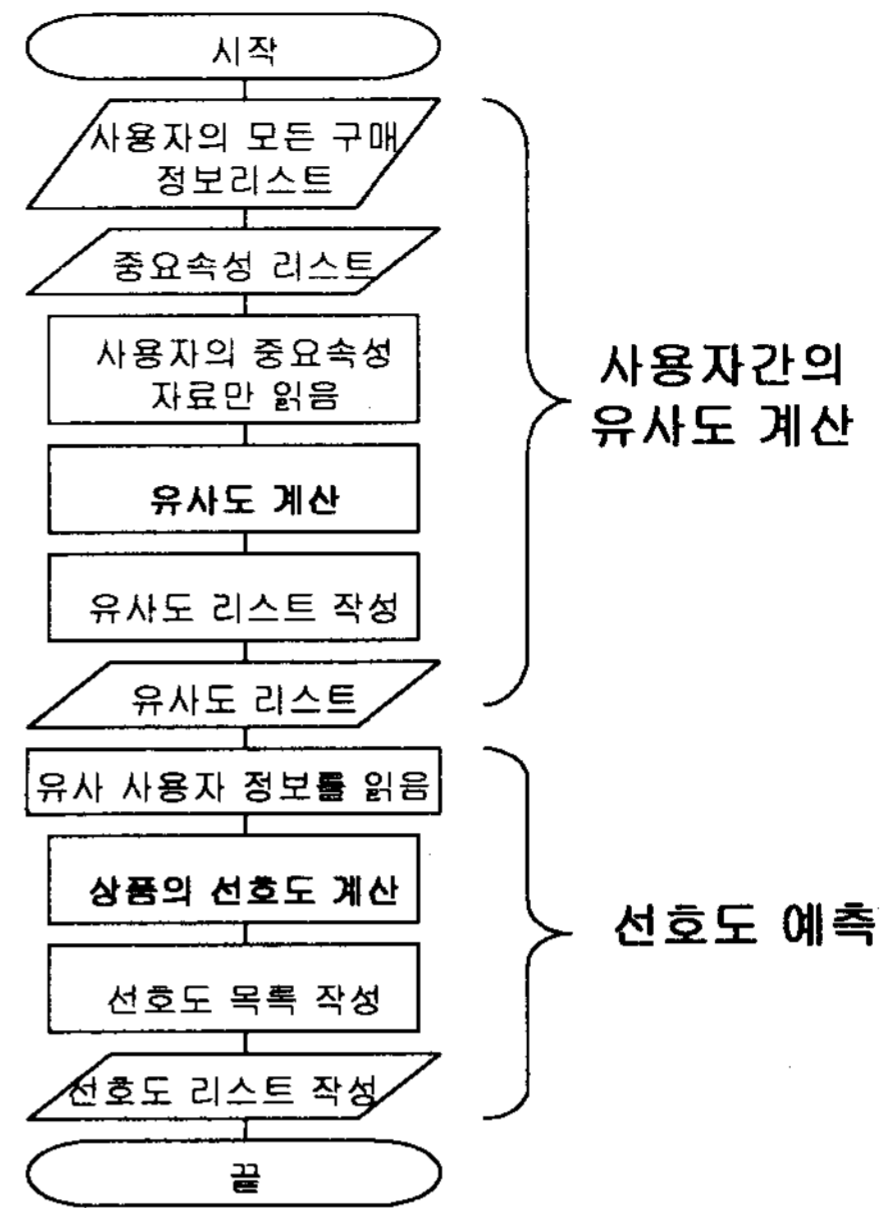 시작
사용자의 모든 구매
정보리스트
중요속성 리스트
사용자의 중요속성
자료만 읽음
유사도 계산
유사도 리스트 작성
유사도 리스트
사용자간의
유사도 계산
유사 사용자 정보를 읽음
상품의 선호도 계산
선호도 목록 작성
선호도 리스트 작성
선호도 예측
끝